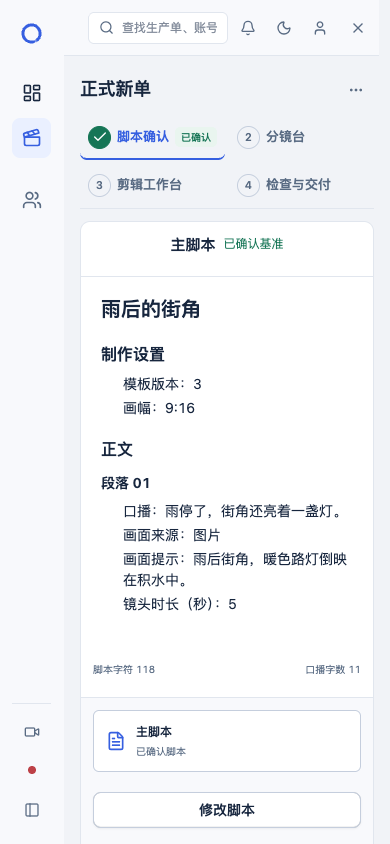 查找生产单、账号
正式新单
脚本确认 已确认
2 分镜台
3 剪辑工作台
4 检查与交付
主脚本 已确认基准
雨后的街角
制作设置
模板版本：3
画幅：9:16
正文
段落 01
口播：雨停了，街角还亮着一盏灯。
画面来源：图片
画面提示：雨后街角，暖色路灯倒映
在积水中。
镜头时长（秒）：5
脚本字符 118
口播字数 11
主脚本
已确认脚本
修改脚本